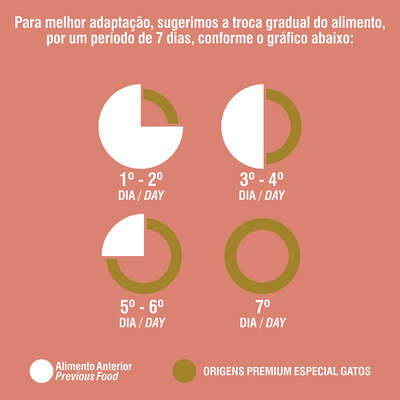 Para melhor adaptação, sugerimos a troca gradual do alimento,
por um período de 7 dias, conforme o gráfico abaixo:
1º - 2º
DIA / DAY
3º - 4º
DIA / DAY
5º - 6º
DIA / DAY
7º
DIA / DAY
Alimento Anterior
Previous Food
ORIGENS PREMIUM ESPECIAL GATOS